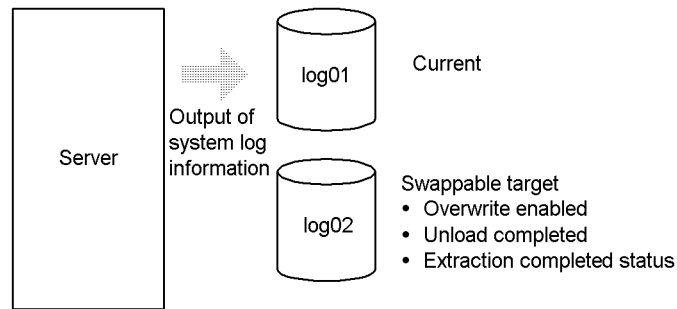 Server
Output of
system log
information
log01
Current
log02
Swappable target
• Overwrite enabled
• Unload completed
• Extraction completed status